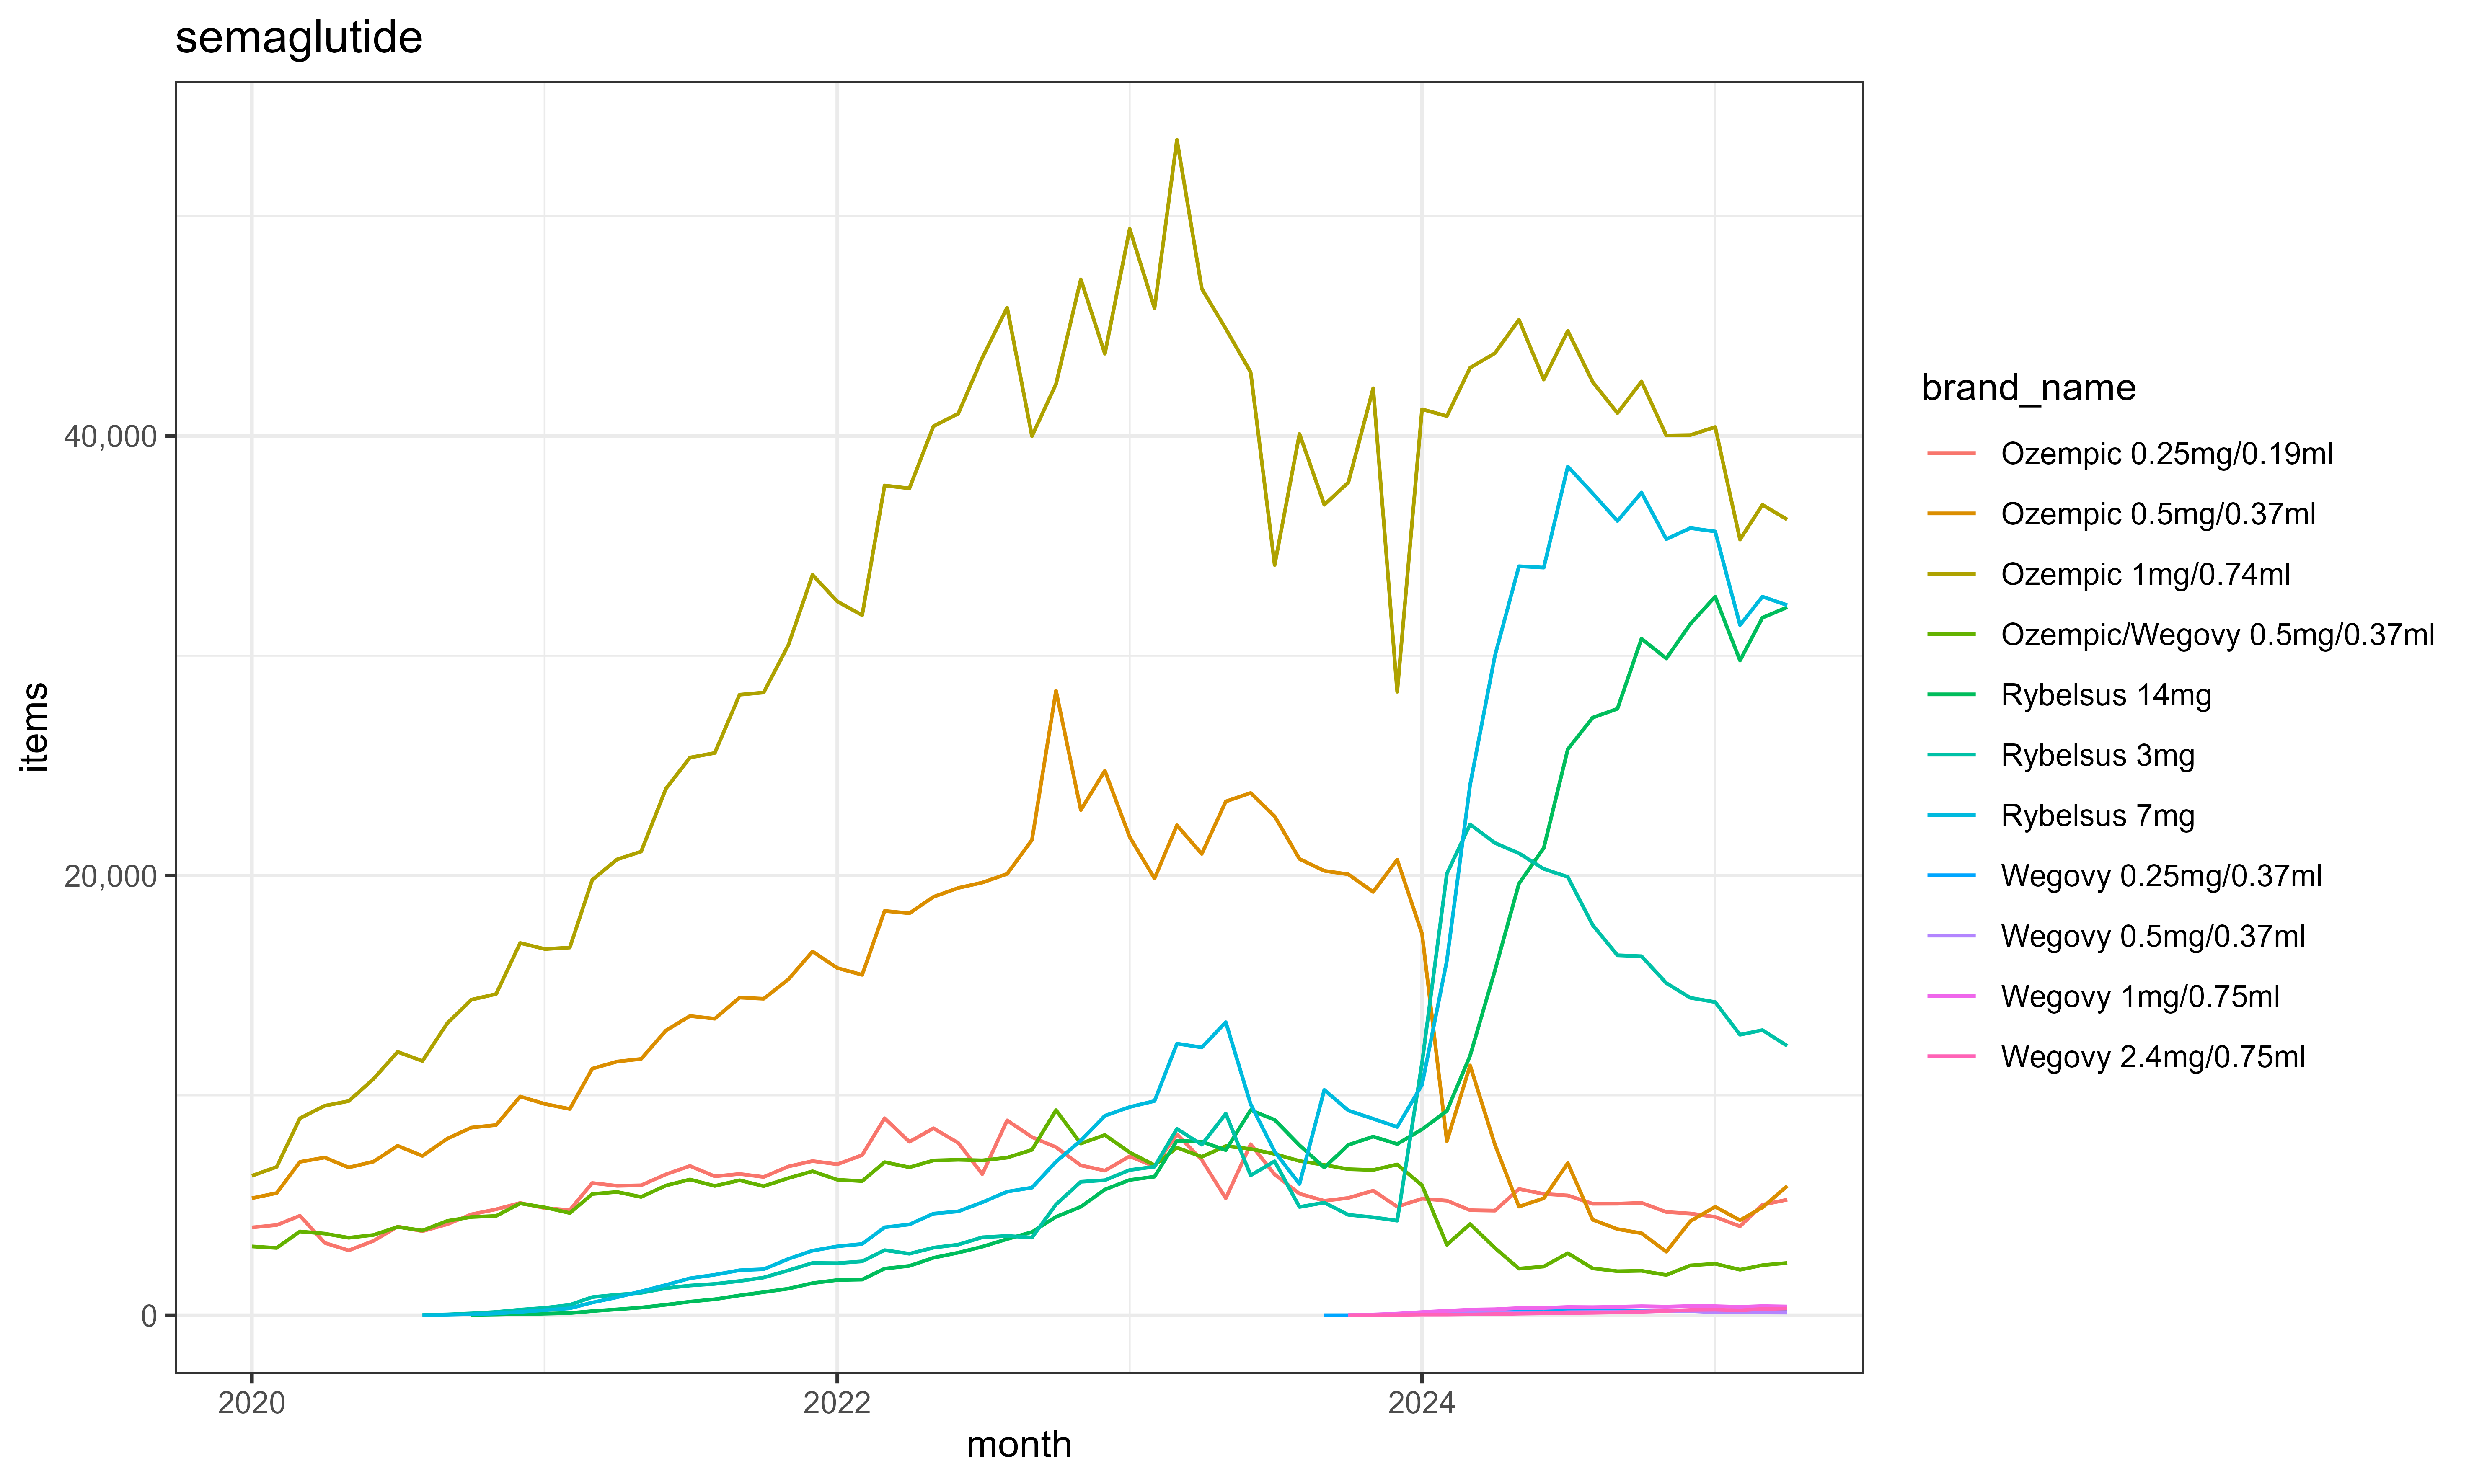 semaglutide
items
40,000
20,000
0
2020
2022
2024
month
brand_name
Ozempic 0.25mg/0.19ml
Ozempic 0.5mg/0.37ml
Ozempic 1mg/0.74ml
Ozempic/Wegovy 0.5mg/0.37ml
Rybelsus 14mg
Rybelsus 3mg
Rybelsus 7mg
Wegovy 0.25mg/0.37ml
Wegovy 0.5mg/0.37ml
Wegovy 1mg/0.75ml
Wegovy 2.4mg/0.75ml